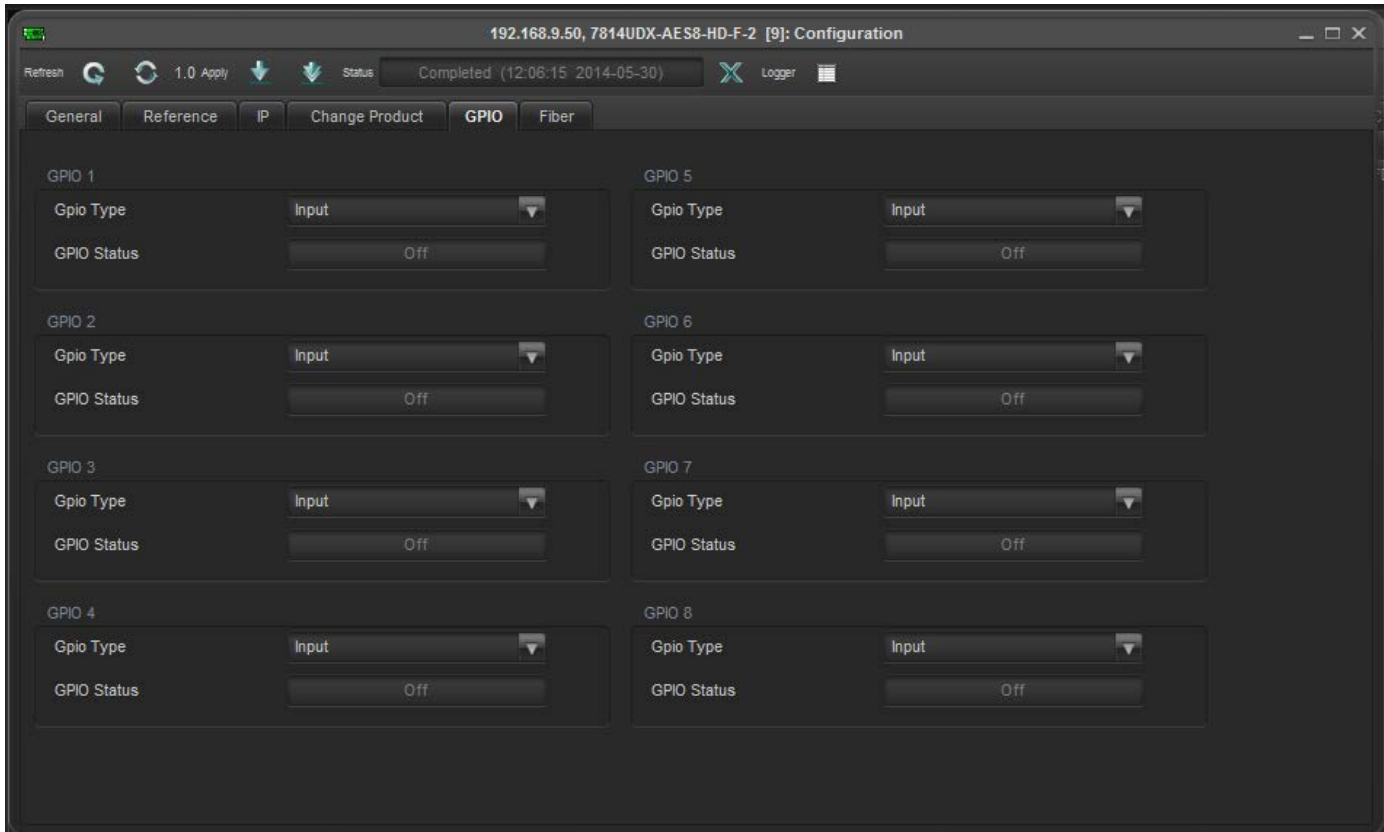 192.168.9.50, 7814UDX-AES8-HD-F-2 [9]: Configuration
Refresh 1.0 Apply Status Completed (12:06:15 2014-05-30) Logger
General Reference IP Change Product GPIO Fiber
GPIO 1
Gpio Type Input
GPIO Status Off
GPIO 5
Gpio Type Input
GPIO Status Off
GPIO 2
Gpio Type Input
GPIO Status Off
GPIO 6
Gpio Type Input
GPIO Status Off
GPIO 3
Gpio Type Input
GPIO Status Off
GPIO 7
Gpio Type Input
GPIO Status Off
GPIO 4
Gpio Type Input
GPIO Status Off
GPIO 8
Gpio Type Input
GPIO Status Off